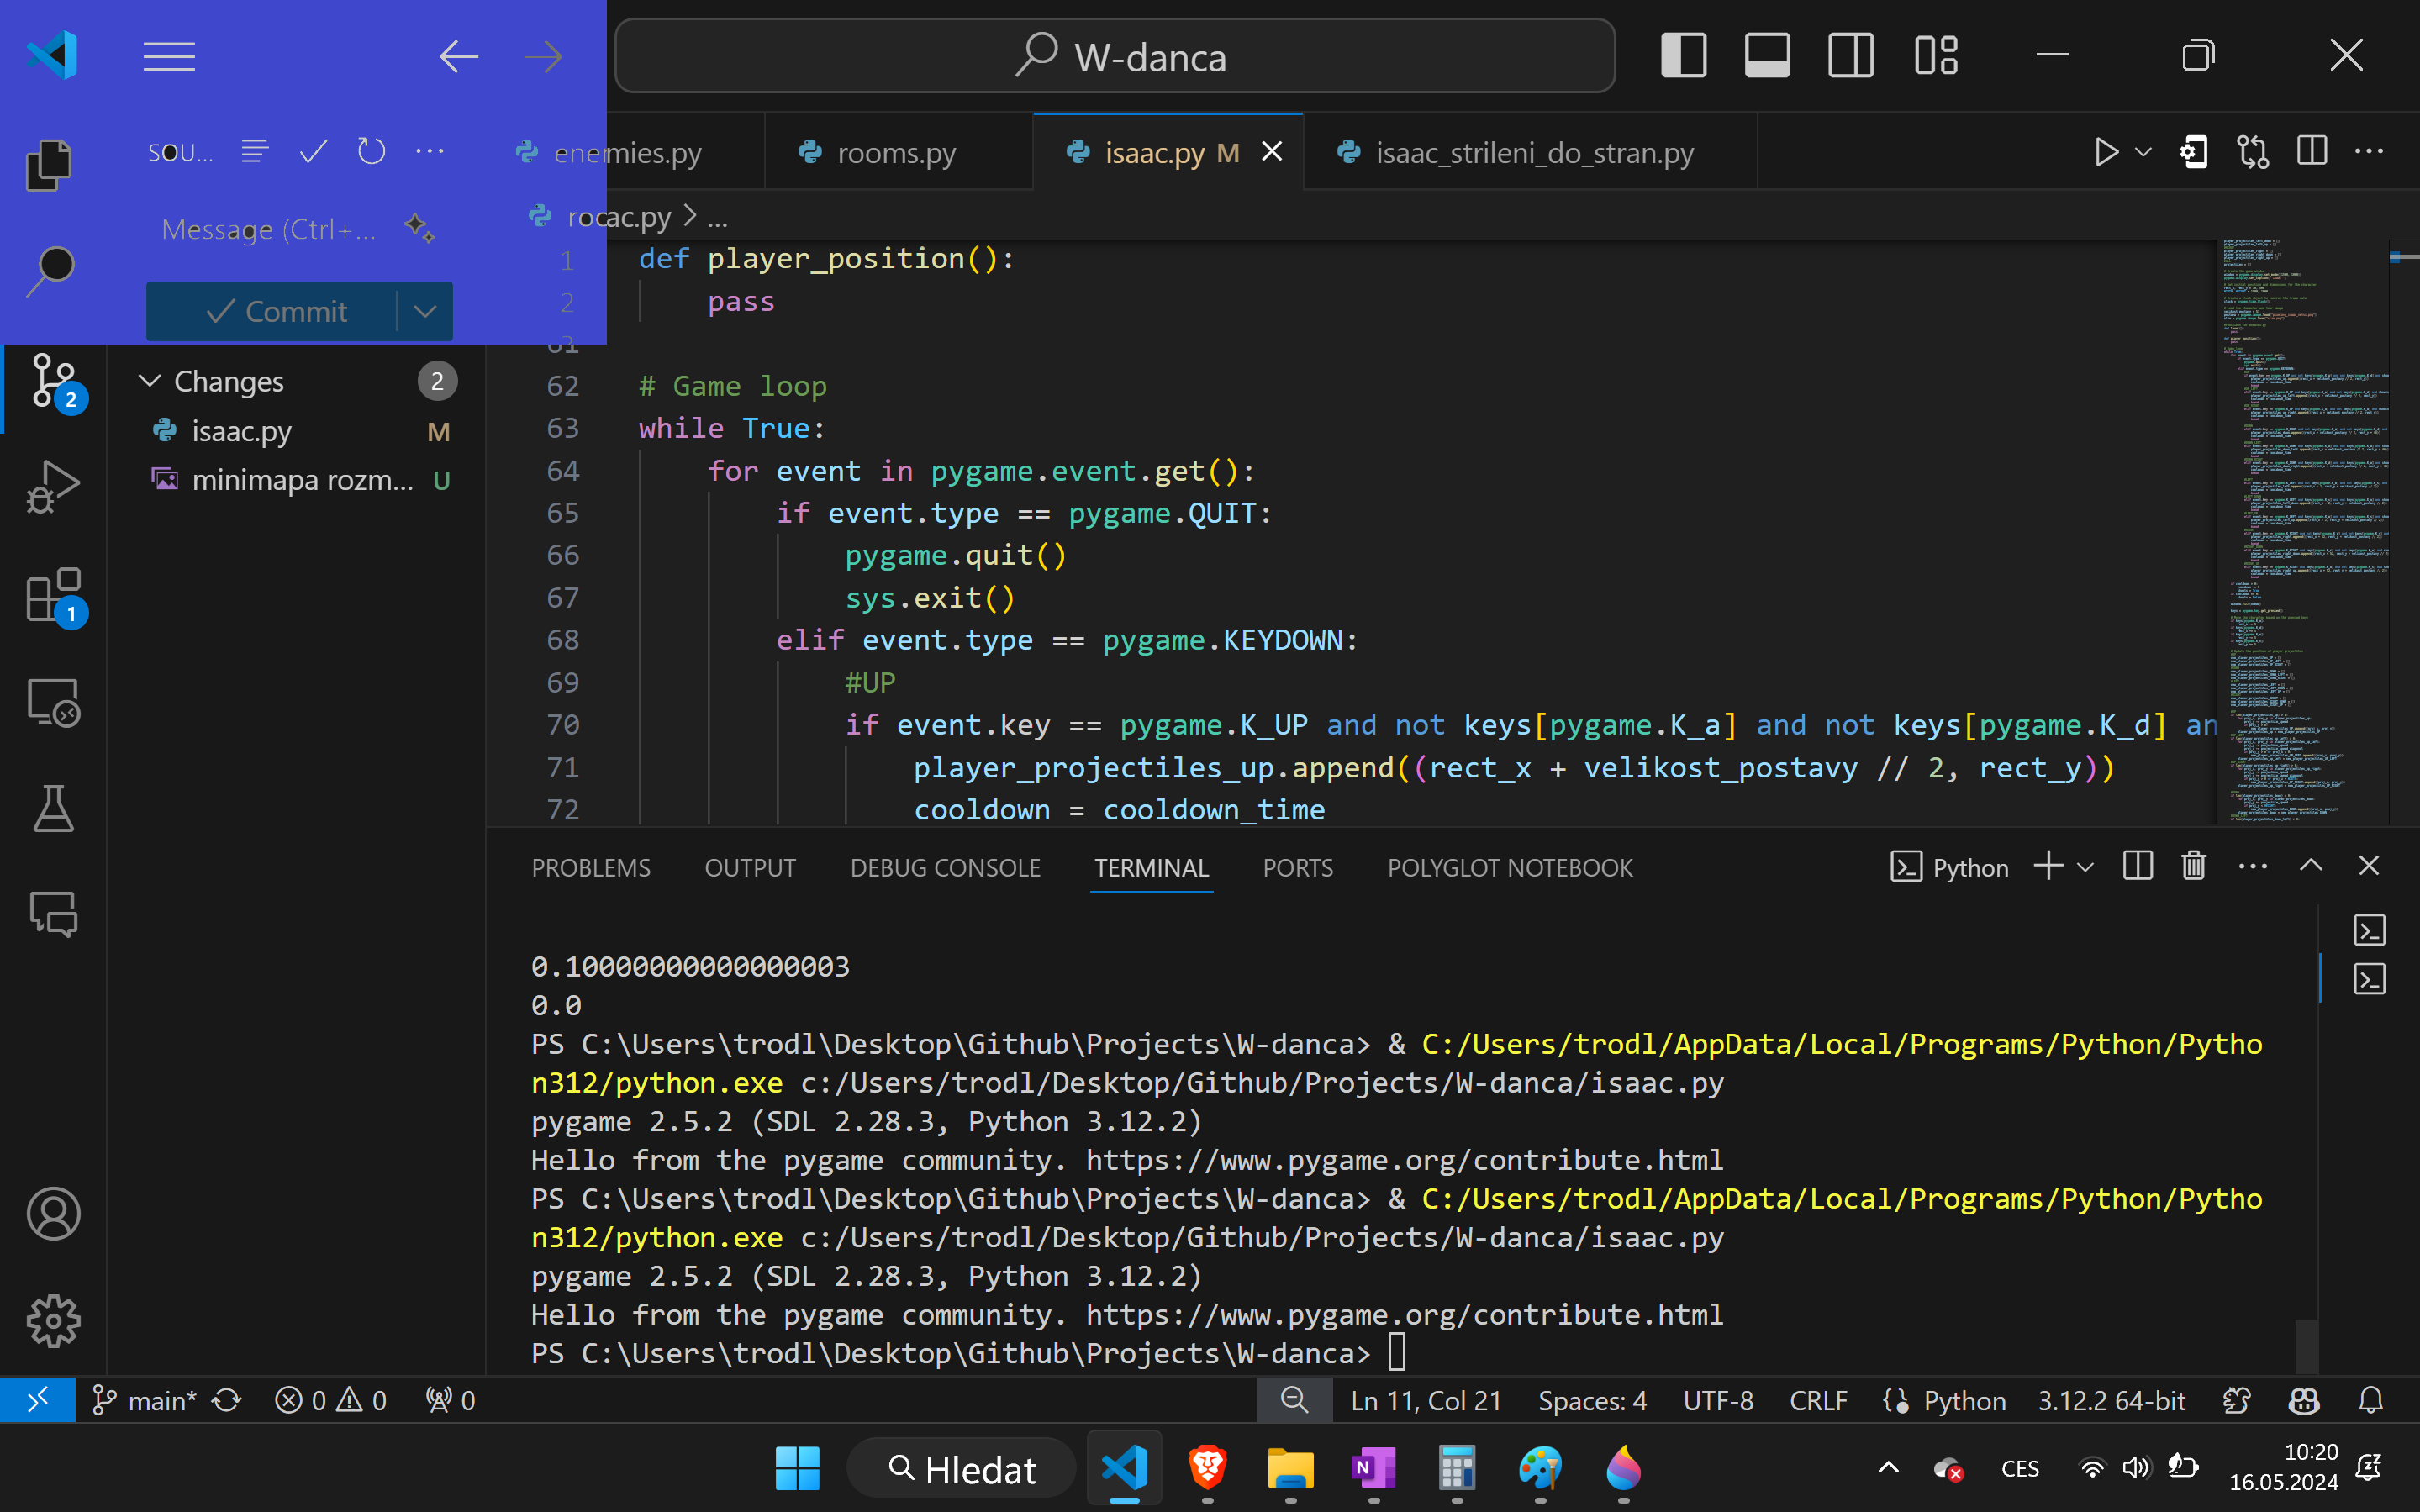 W-danca
SOU...
enemies.py
rooms.py
isaac.py M
isaac_strileni_do_stran.py
Message (Ctrl+...
rocac.py > ...
Commit
Changes 2
isaac.py M
minimapa rozm... U
2
1
1 def player_position():
2 pass
61
62 # Game loop
63 while True:
64 for event in pygame.event.get():
65 if event.type == pygame.QUIT:
66 pygame.quit()
67 sys.exit()
68 elif event.type == pygame.KEYDOWN:
69 #UP
70 if event.key == pygame.K_UP and not keys[pygame.K_a] and not keys[pygame.K_d] an
71 player_projectiles_up.append((rect_x + velikost_postavy // 2, rect_y))
72 cooldown = cooldown_time
PROBLEMS OUTPUT DEBUG CONSOLE TERMINAL PORTS POLYGLOT NOTEBOOK Python
0.10000000000000003
0.0
PS C:\Users\trodl\Desktop\Github\Projects\W-danca> & C:/Users/trodl/AppData/Local/Programs/Python/Pytho
n312/python.exe c:/Users/trodl/Desktop/Github/Projects/W-danca/isaac.py
pygame 2.5.2 (SDL 2.28.3, Python 3.12.2)
Hello from the pygame community. https://www.pygame.org/contribute.html
PS C:\Users\trodl\Desktop\Github\Projects\W-danca> & C:/Users/trodl/AppData/Local/Programs/Python/Pytho
n312/python.exe c:/Users/trodl/Desktop/Github/Projects/W-danca/isaac.py
pygame 2.5.2 (SDL 2.28.3, Python 3.12.2)
Hello from the pygame community. https://www.pygame.org/contribute.html
PS C:\Users\trodl\Desktop\Github\Projects\W-danca>
main* 0 0 0 Ln 11, Col 21 Spaces: 4 UTF-8 CRLF Python 3.12.2 64-bit
Hledat
CES
10:20
16.05.2024